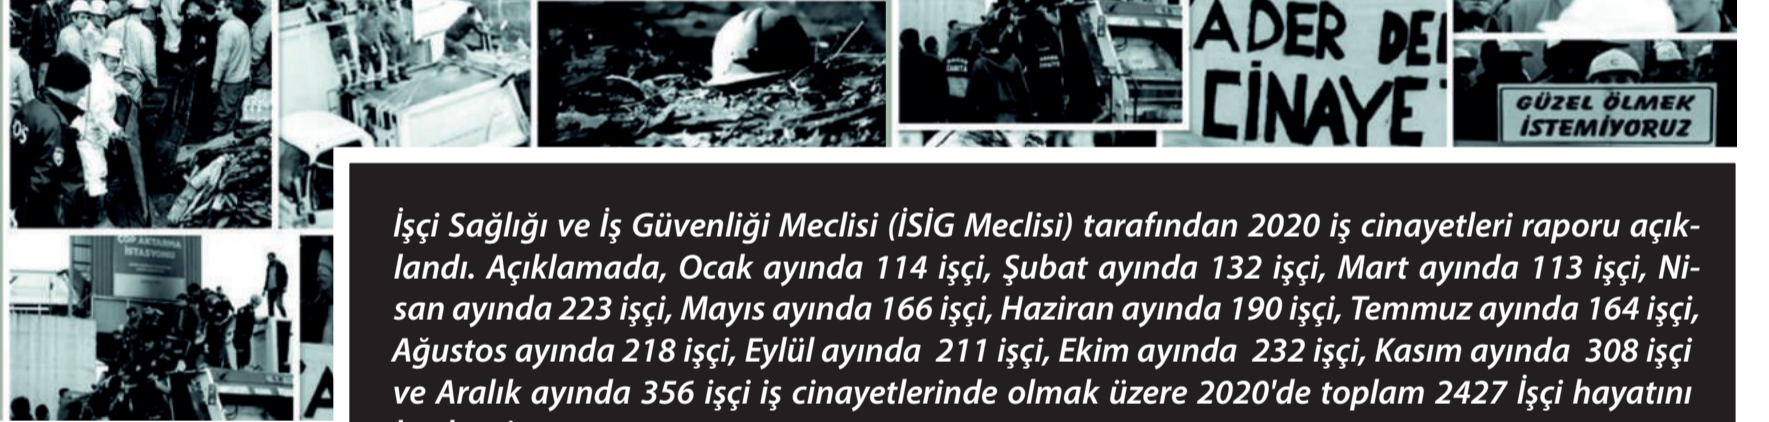 ADER DE
CİNAYE
GÜZEL ÖLMEK
İSTEMİYORUZ
ÇÖP AKTARMA
İSTASYONU
İşçi Sağlığı ve İş Güvenliği Meclisi (İSİG Meclisi) tarafından 2020 iş cinayetleri raporu açık-
landı. Açıklamada, Ocak ayında 114 işçi, Şubat ayında 132 işçi, Mart ayında 113 işçi, Ni-
san ayında 223 işçi, Mayıs ayında 166 işçi, Haziran ayında 190 işçi, Temmuz ayında 164 işçi,
Ağustos ayında 218 işçi, Eylül ayında 211 işçi, Ekim ayında 232 işçi, Kasım ayında 308 işçi
ve Aralık ayında 356 işçi iş cinayetlerinde olmak üzere 2020'de toplam 2427 İşçi hayatını